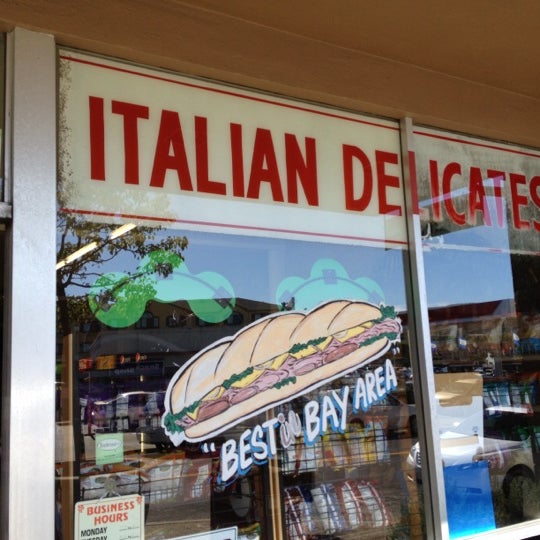 ITALIAN DELICATES
"BEST in BAY AREA
BUSINESS
HOURS
MONDAY